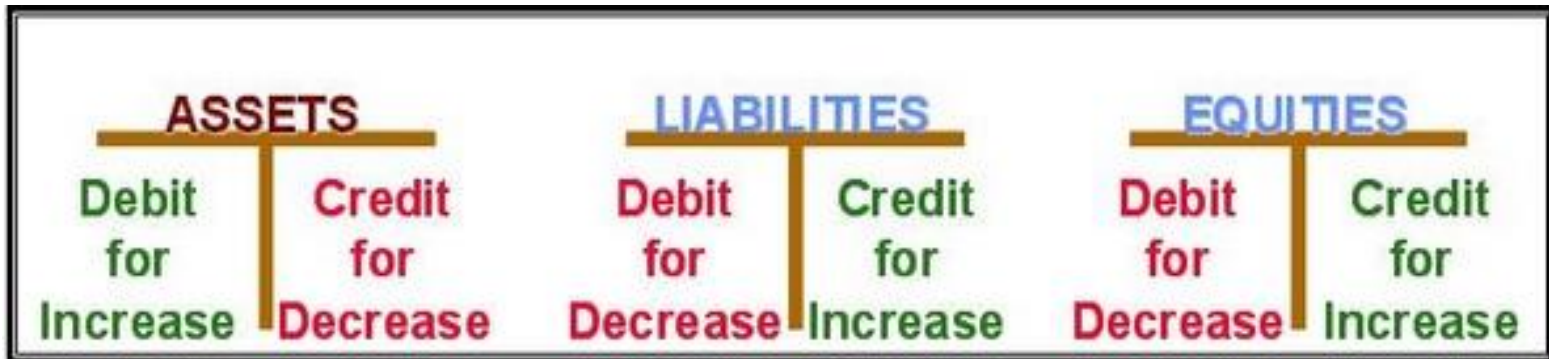 ASSETS
Debit
for
Increase
Credit
for
Decrease
LIABILITIES
Debit
for
Decrease
Credit
for
Increase
EQUITIES
Debit
for
Decrease
Credit
for
Increase